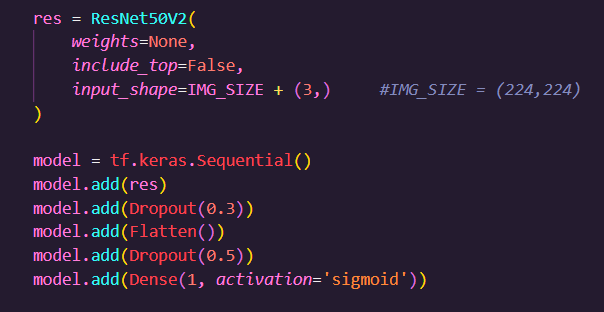 res = ResNet50V2(
    weights=None,
    include_top=False,
    input_shape=IMG_SIZE + (3,)     #IMG_SIZE = (224,224)
)
model = tf.keras.Sequential()
model.add(res)
model.add(Dropout(0.3))
model.add(Flatten())
model.add(Dropout(0.5))
model.add(Dense(1, activation='sigmoid'))